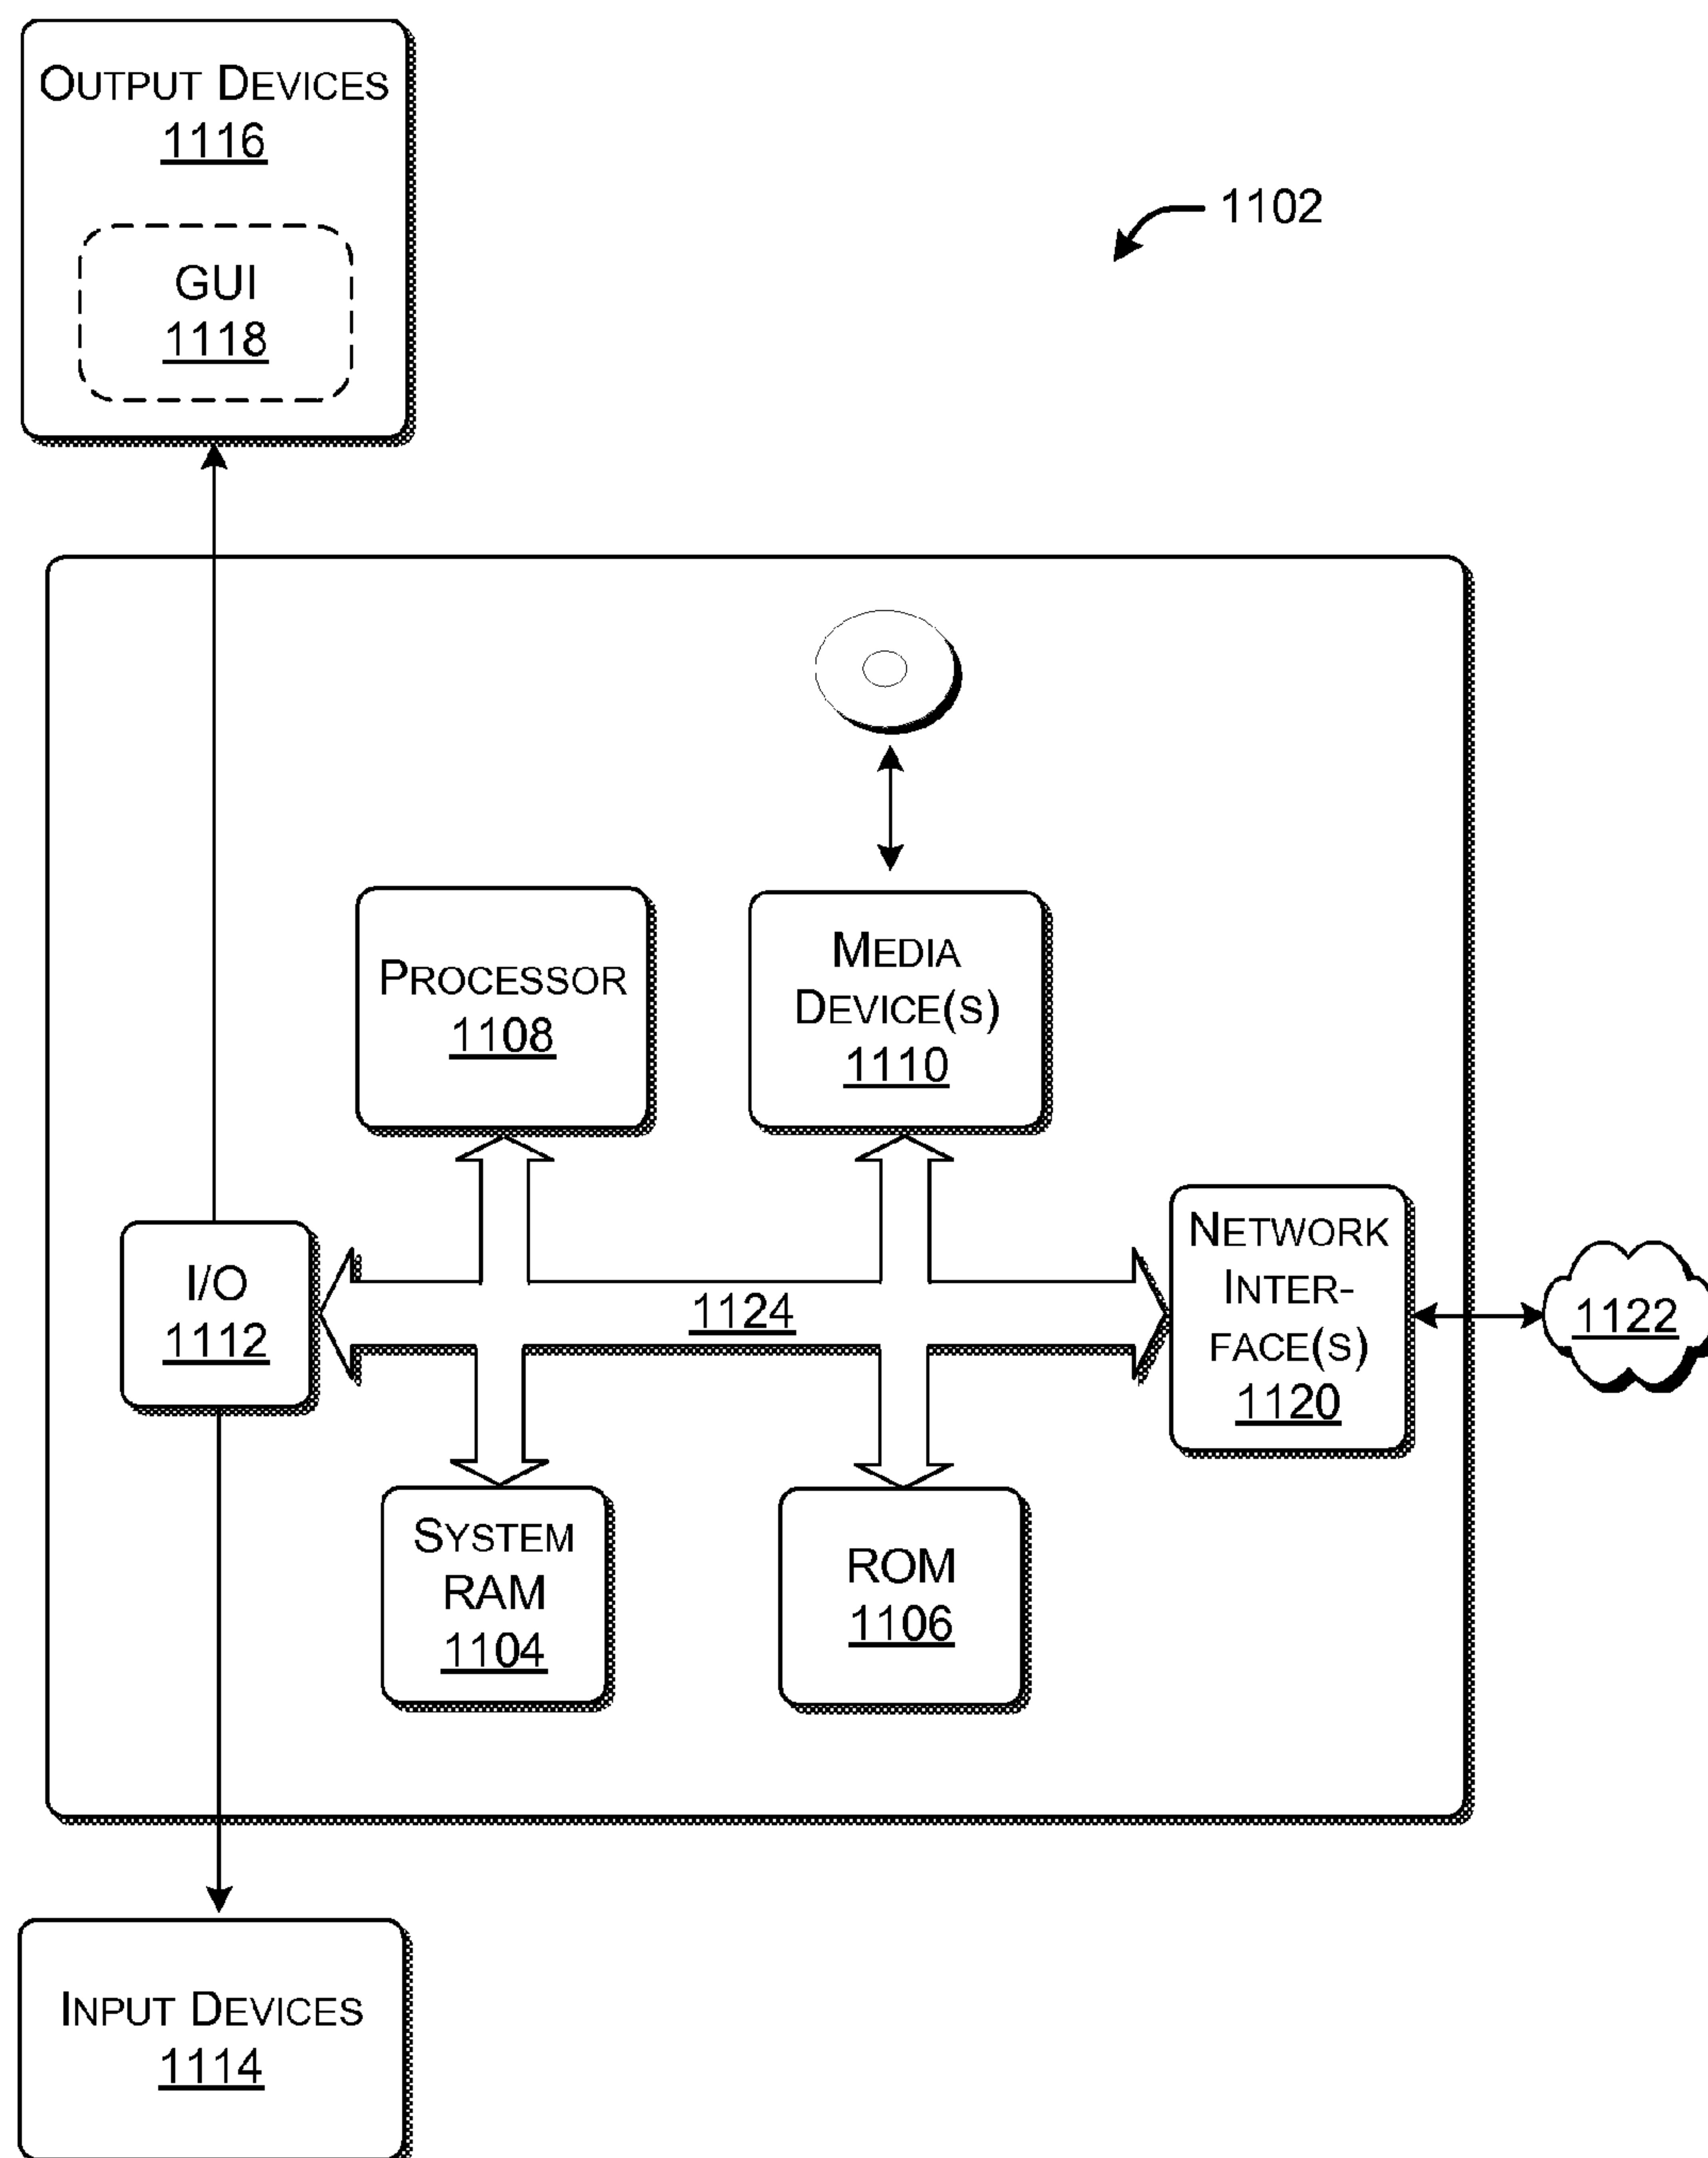 OUTPUT DEVICES
1116
GUI
1118
1102
PROCESSOR
1108
MEDIA
DEVICE(S)
1110
I/O
1112
1124
NETWORK
INTER-
FACE(S)
1120
1122
SYSTEM
RAM
1104
ROM
1106
INPUT DEVICES
1114